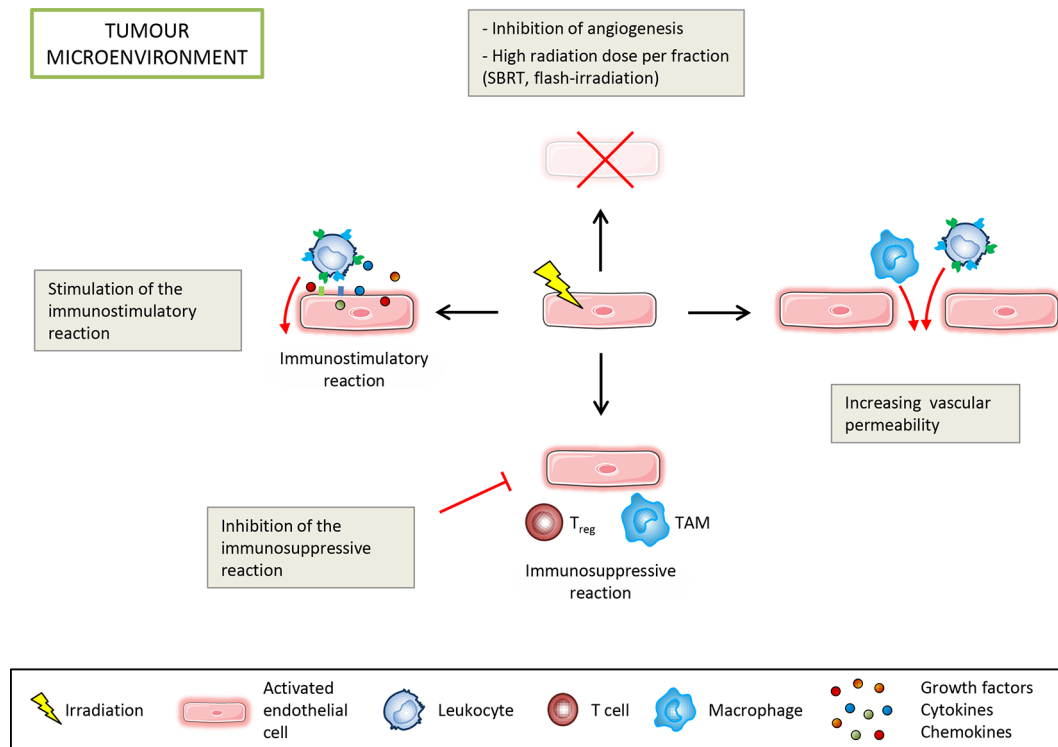 TUMOUR
MICROENVIRONMENT
- Inhibition of angiogenesis
- High radiation dose per fraction
(SBRT, flash-irradiation)
Stimulation of the
immunostimulatory
reaction
Immunostimulatory
reaction
Increasing vascular
permeability
Inhibition of the
immunosuppressive
reaction
Treg
TAM
Immunosuppressive
reaction
Irradiation
Activated
endothelial
cell
Leukocyte
T cell
Macrophage
Growth factors
Cytokines
Chemokines